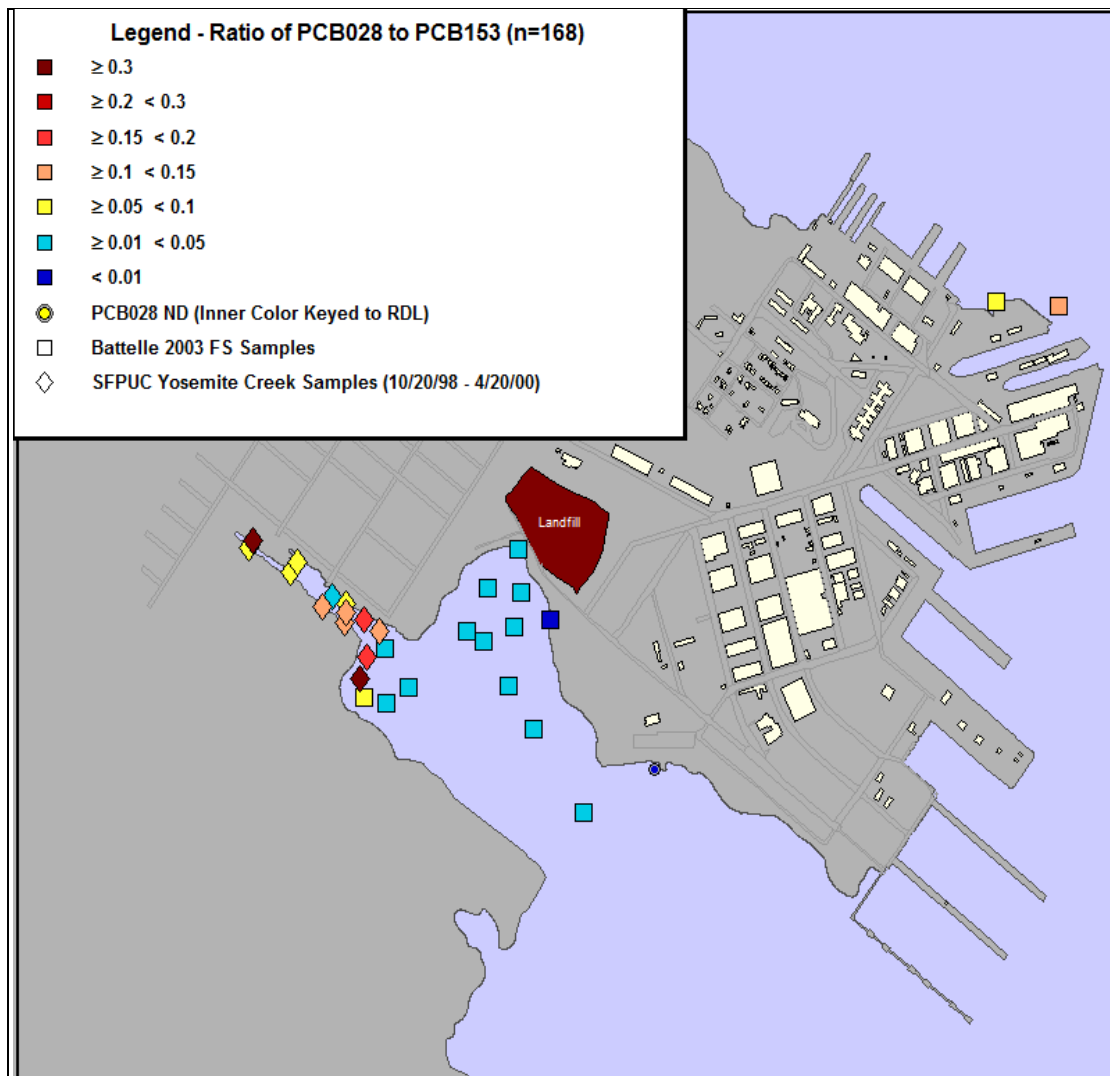 Legend - Ratio of PCB028 to PCB153 (n=168)
≥ 0.3
≥ 0.2 < 0.3
≥ 0.15 < 0.2
≥ 0.1 < 0.15
≥ 0.05 < 0.1
≥ 0.01 < 0.05
< 0.01
PCB028 ND (Inner Color Keyed to RDL)
Battelle 2003 FS Samples
SFPUC Yosemite Creek Samples (10/20/98 - 4/20/00)
Landfill